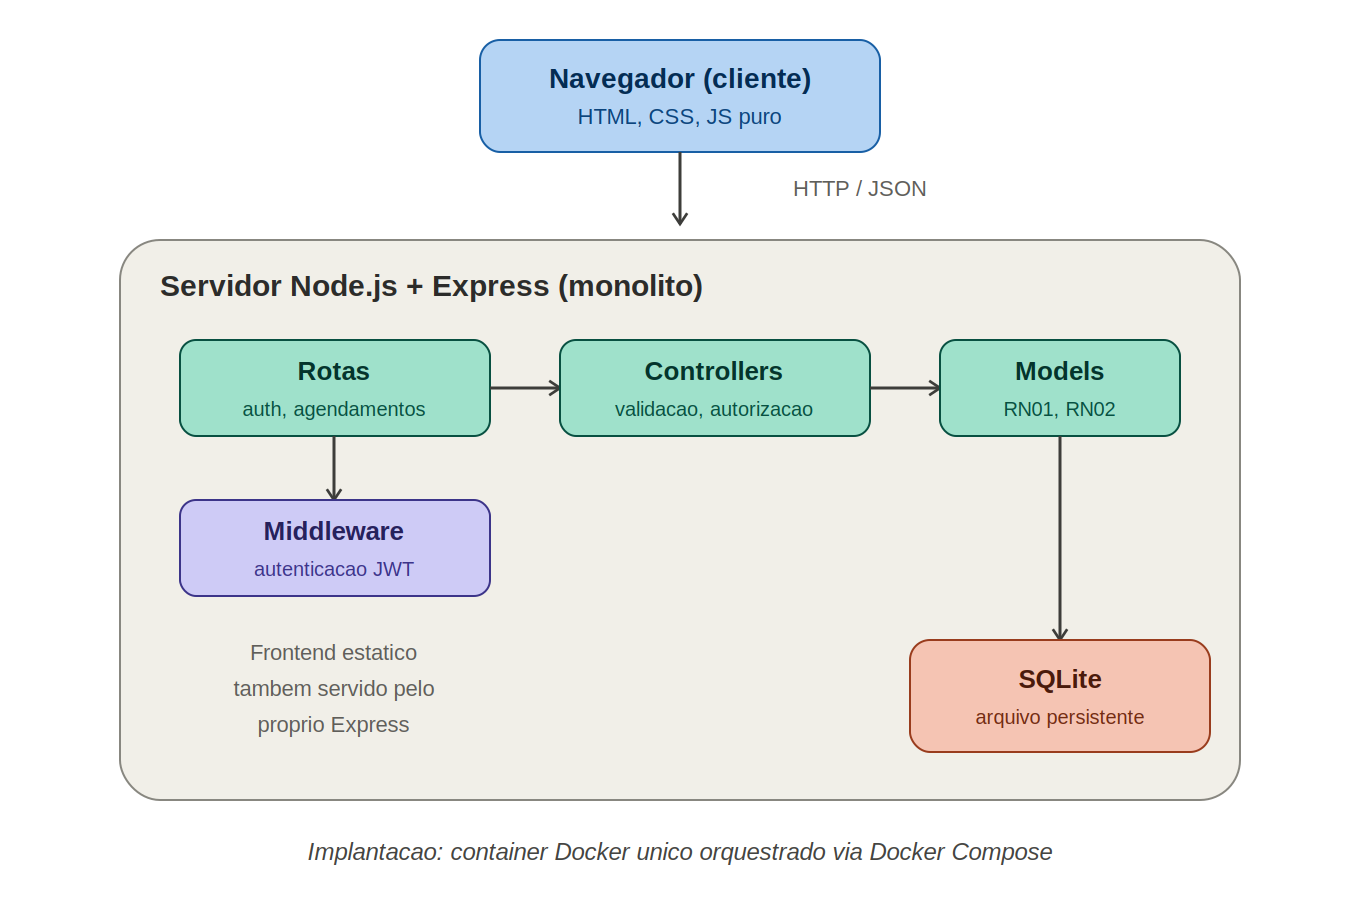 Navegador (cliente)
HTML, CSS, JS puro
HTTP / JSON
Servidor Node.js + Express (monolito)
Rotas
auth, agendamentos
Controllers
validacao, autorizacao
Models
RN01, RN02
Middleware
autenticacao JWT
Frontend estatico
tambem servido pelo
proprio Express
SQLite
arquivo persistente
Implantacao: container Docker unico orquestrado via Docker Compose